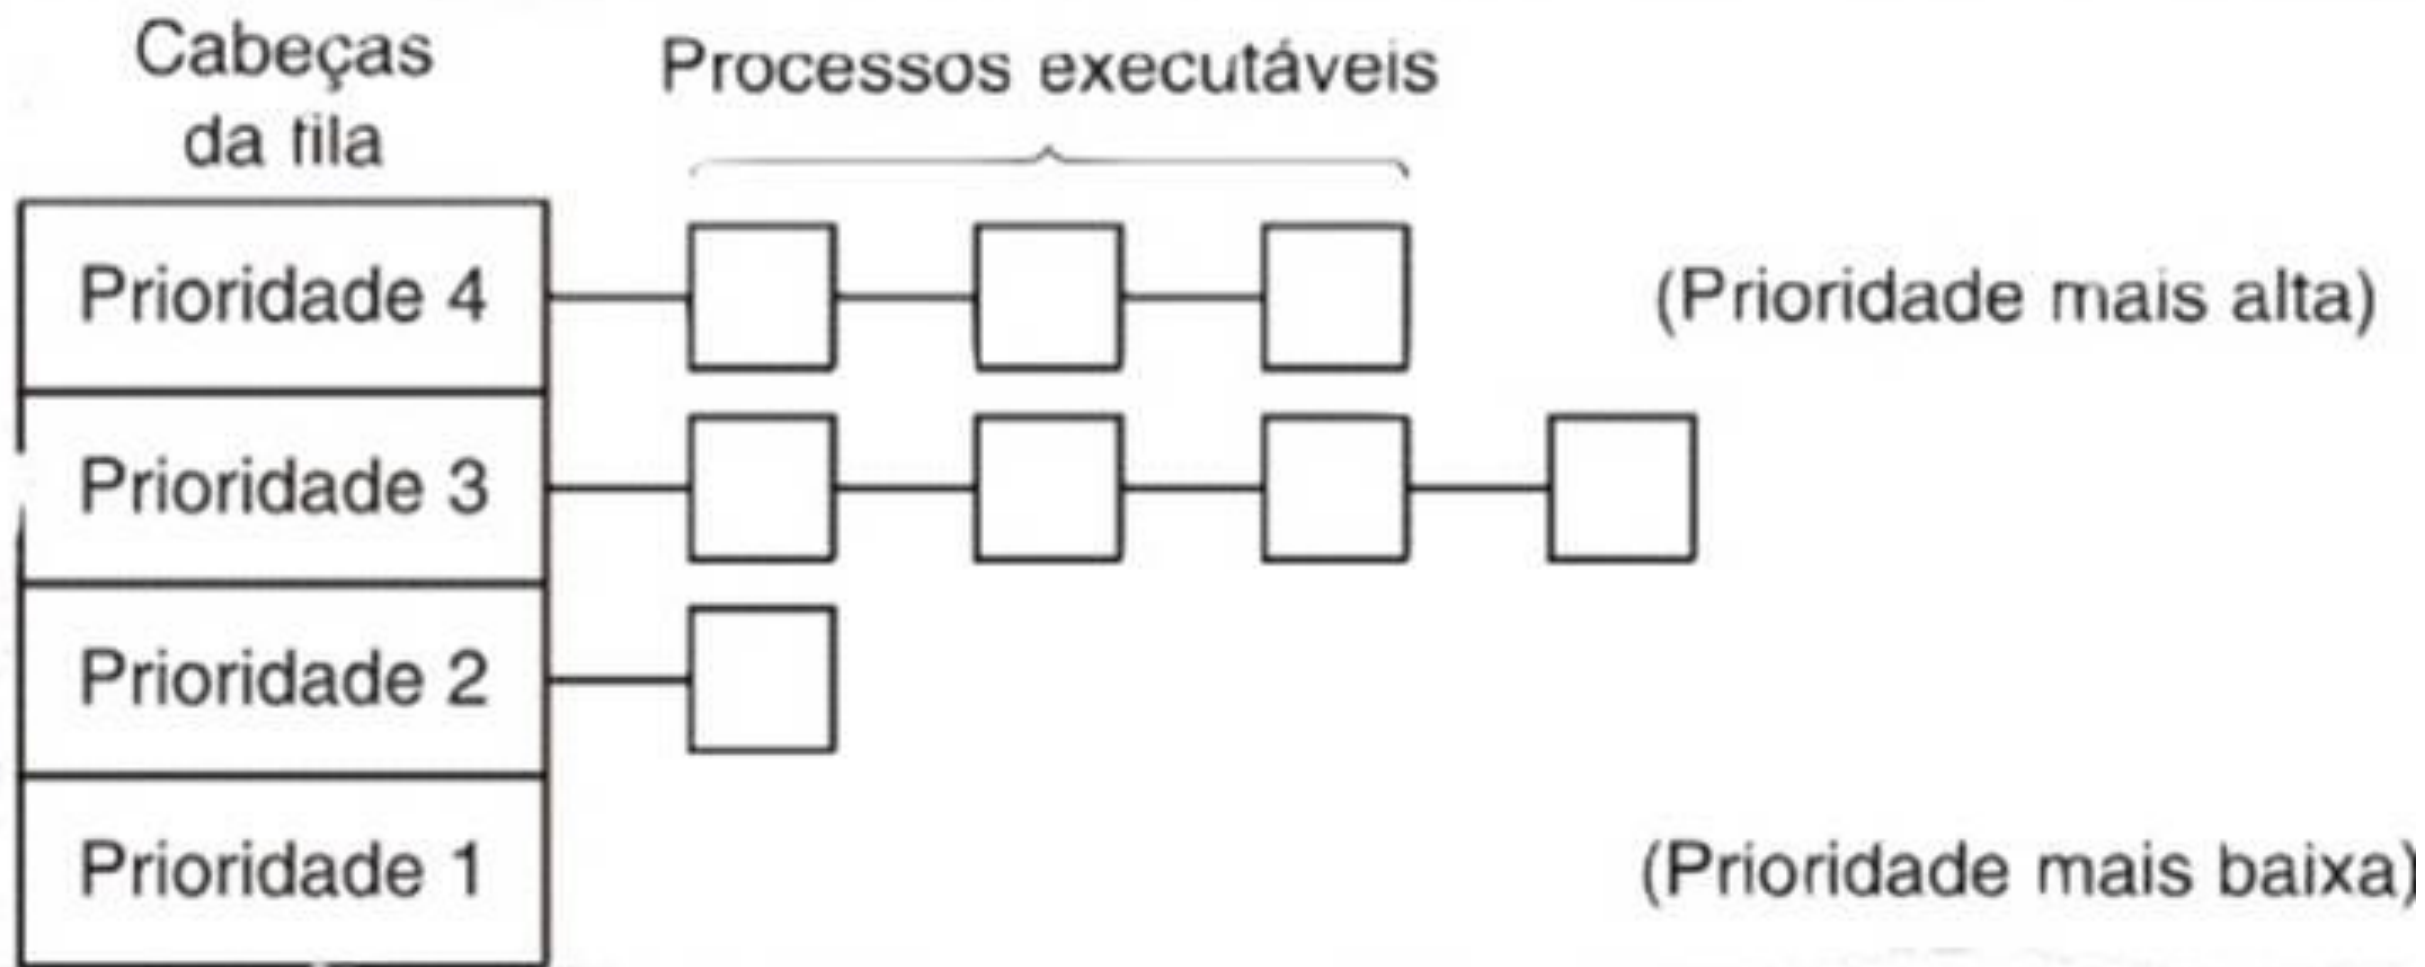 Cabeças
da fila
Processos executáveis
Prioridade 4
(Prioridade mais alta)
Prioridade 3
Prioridade 2
Prioridade 1
(Prioridade mais baixa)